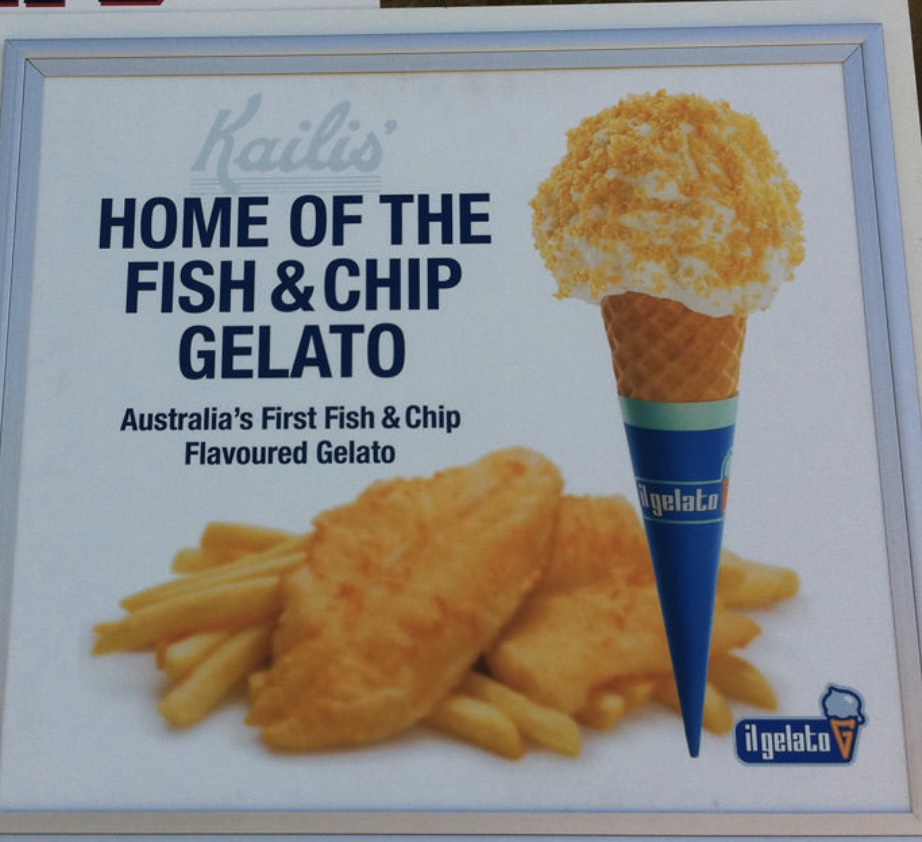 Kailis'
HOME OF THE
FISH & CHIP
GELATO
Australia's First Fish & Chip
Flavoured Gelato
il gelato
il gelato